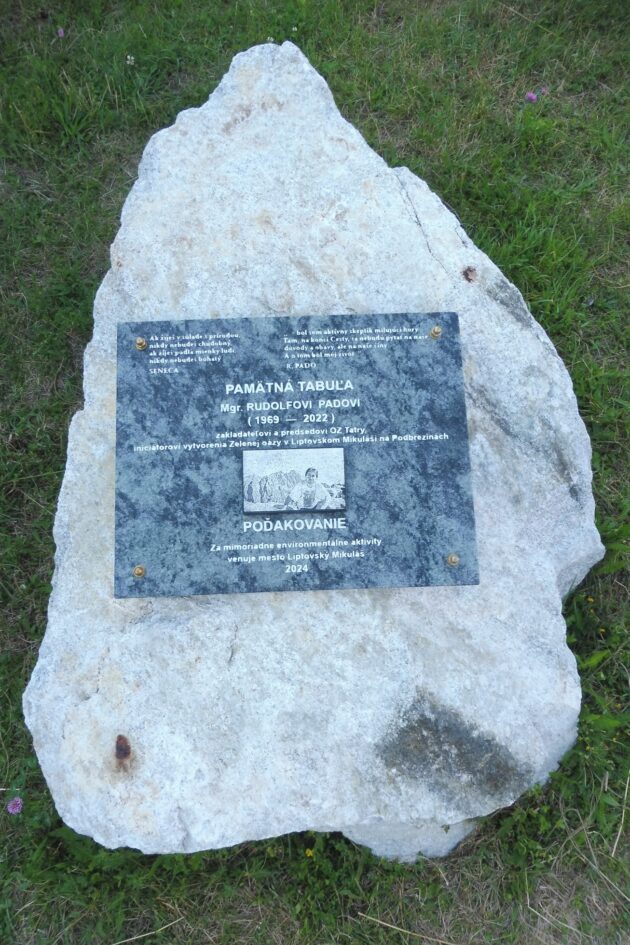 Ak žiješ v súlade s prírodou,
nikdy nebudeš chudobný,
ak žiješ podľa mienky ľudí,
nikdy nebudeš bohatý
SENECA
bol som aktívny skeptik milujúci hory
Tam, na konci Cesty, sa nebudú pýtať na naše
dôvody a obavy, ale na naše činy
A o tom bol môj život
R. PADO
PAMÄTNÁ TABUĽA
Mgr. RUDOLFOVI PADOVI
( 1969 — 2022 )
zakladateľovi a predsedovi OZ Tatry,
iniciátorovi vytvorenia Zelenej oázy v Liptovskom Mikuláši na Podbrezinách
POĎAKOVANIE
Za mimoriadne environmentálne aktivity
venuje mesto Liptovský Mikuláš
2024